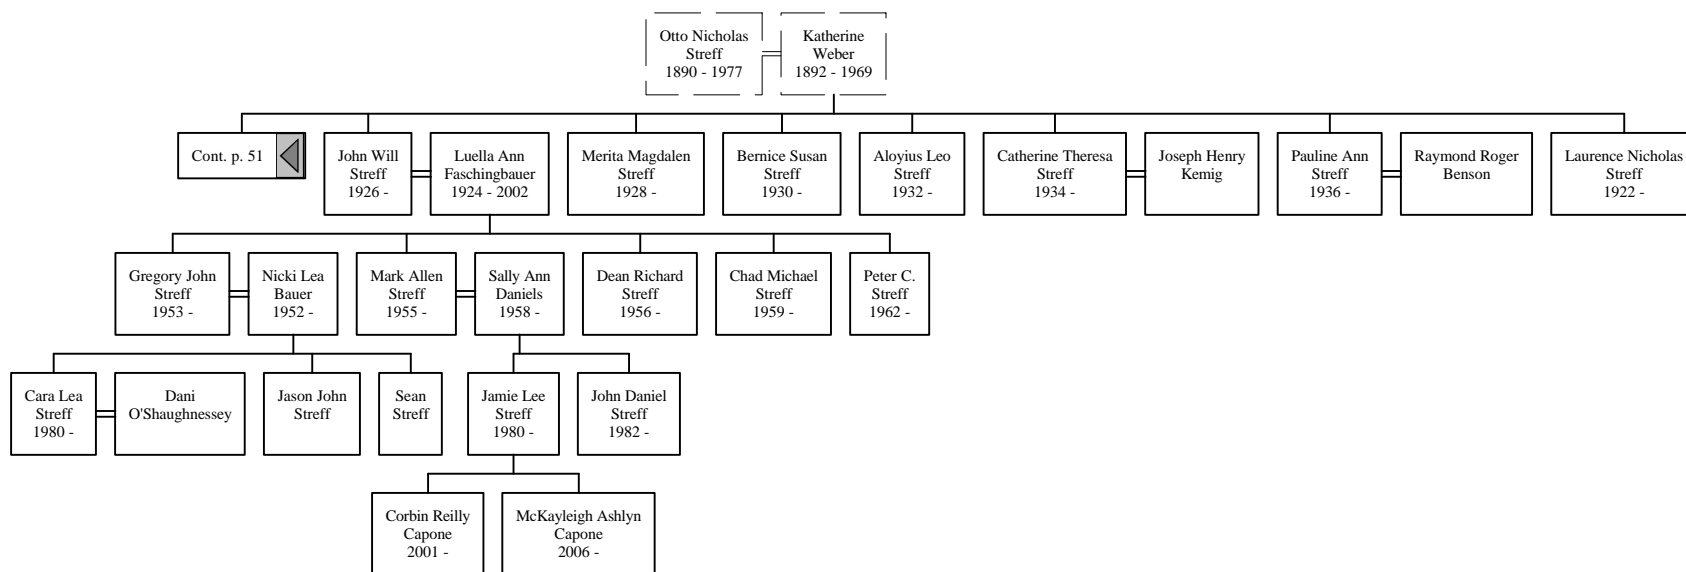 Otto Nicholas
Streff
1890 - 1977
Katherine
Weber
1892 - 1969
Cont. p. 51
John Will
Streff
1926 -
Luella Ann
Faschingbauer
1924 - 2002
Merita Magdalen
Streff
1928 -
Bernice Susan
Streff
1930 -
Aloyius Leo
Streff
1932 -
Catherine Theresa
Streff
1934 -
Joseph Henry
Kemig
Pauline Ann
Streff
1936 -
Raymond Roger
Benson
Laurence Nicholas
Streff
1922 -
Gregory John
Streff
1953 -
Nicki Lea
Bauer
1952 -
Mark Allen
Streff
1955 -
Sally Ann
Daniels
1958 -
Dean Richard
Streff
1956 -
Chad Michael
Streff
1959 -
Peter C.
Streff
1962 -
Cara Lea
Streff
1980 -
Dani
O'Shaughnessey
Jason John
Streff
Sean
Streff
Jamie Lee
Streff
1980 -
John Daniel
Streff
1982 -
Corbin Reilly
Capone
2001 -
McKayleigh Ashlyn
Capone
2006 -